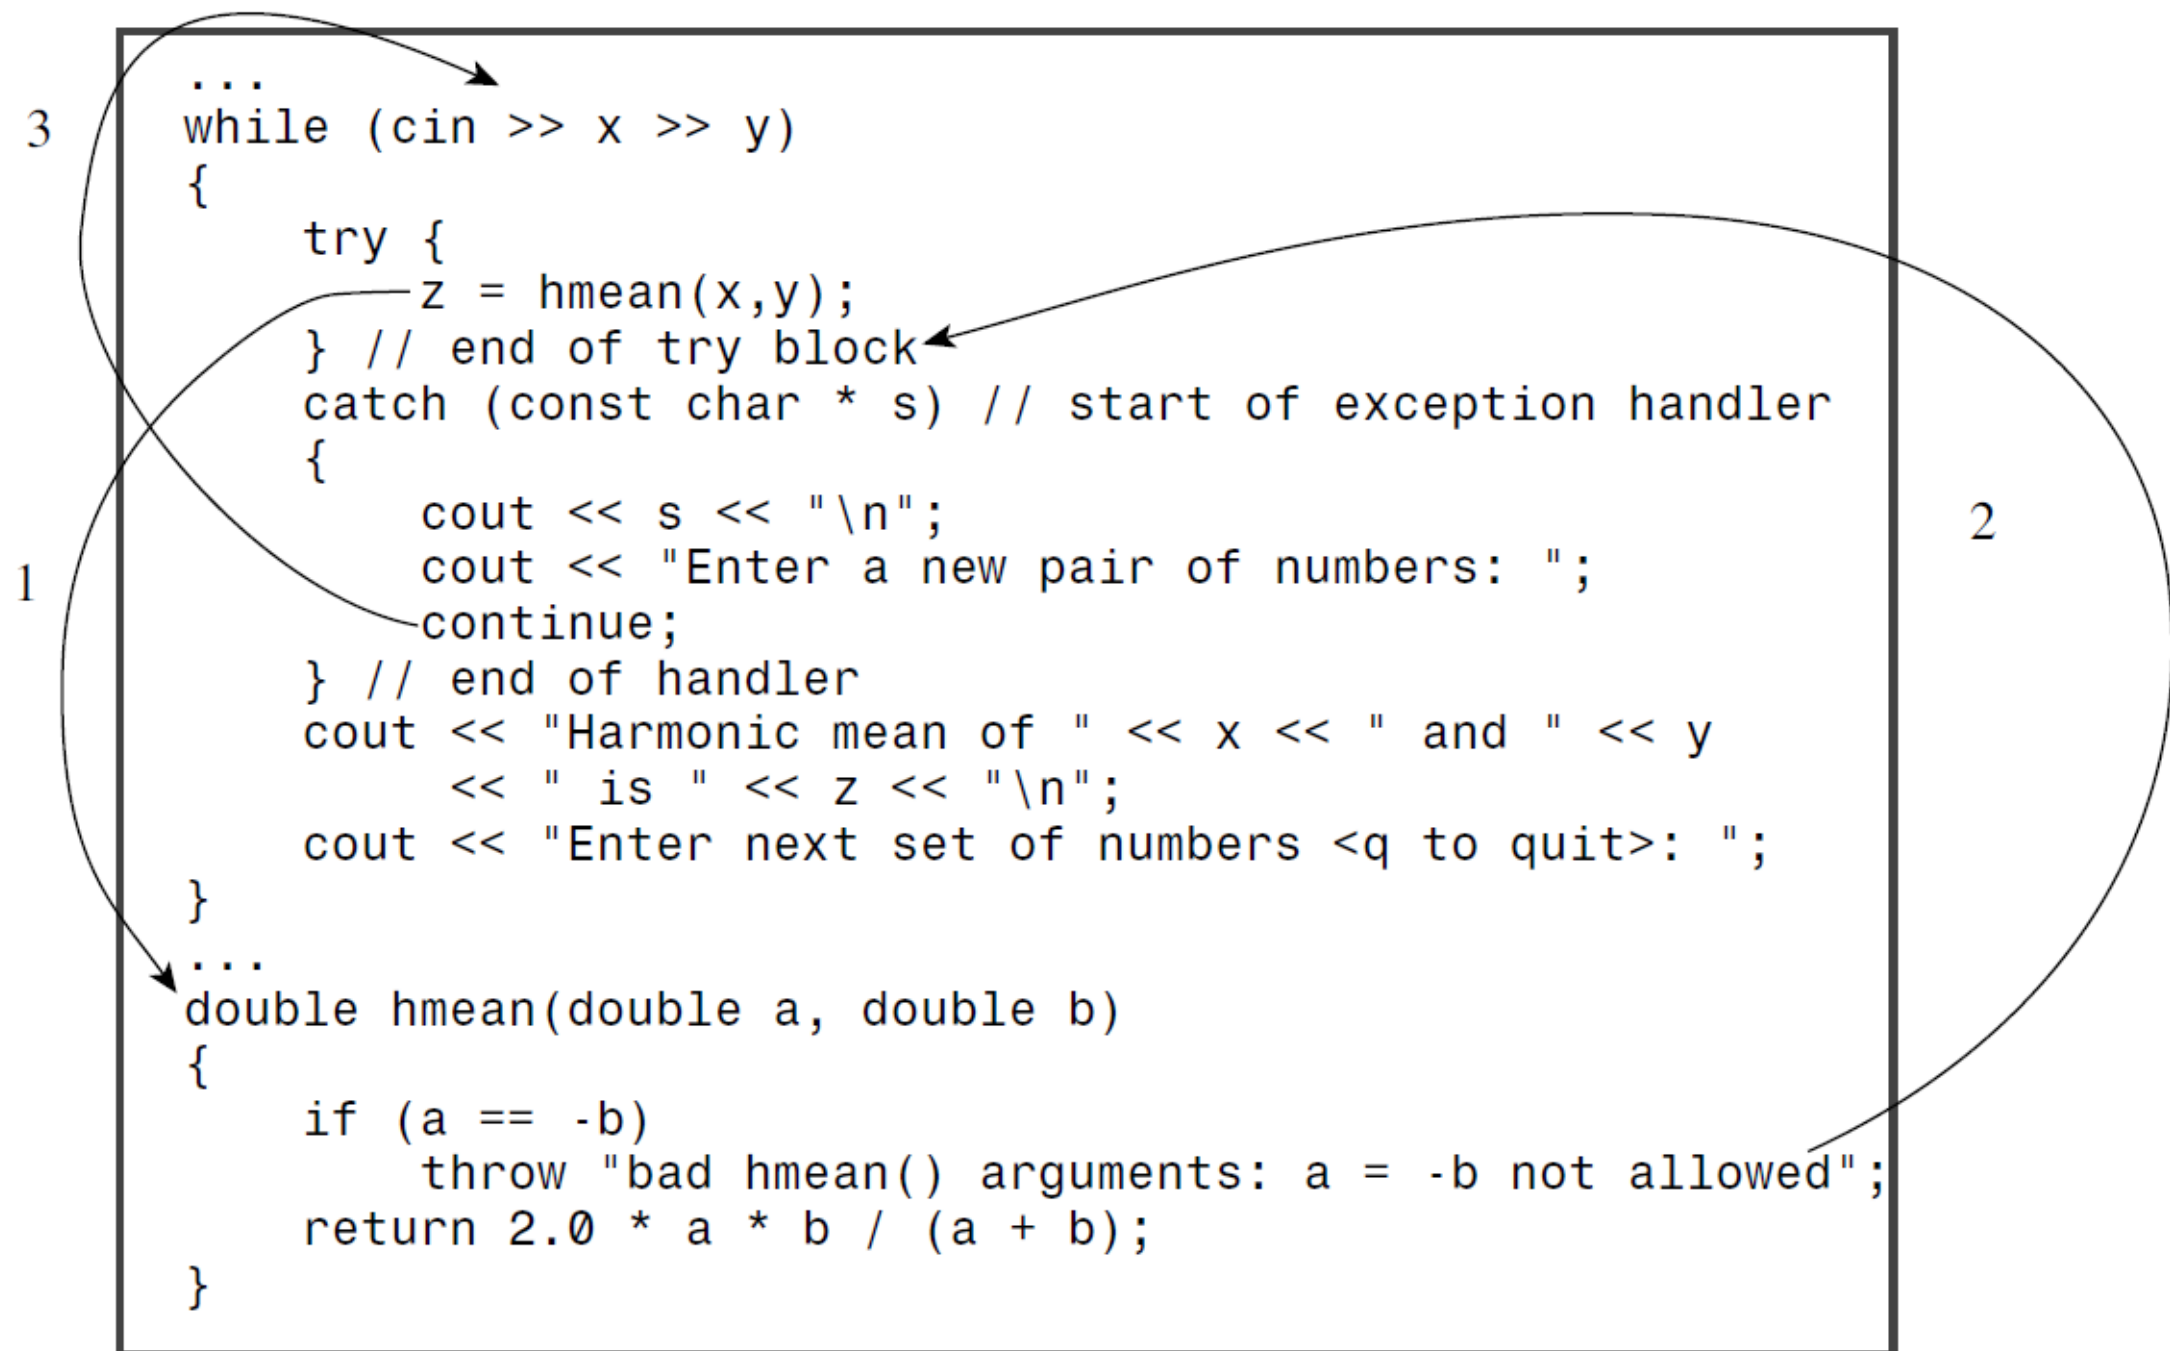 ...
3
while (cin >> x >> y)
{
    try {
        z = hmean(x,y);
    } // end of try block
    catch (const char * s) // start of exception handler
    {
        cout << s << "\n";
2
        cout << "Enter a new pair of numbers: ";
1
        continue;
    } // end of handler
    cout << "Harmonic mean of " << x << " and " << y
         << " is " << z << "\n";
    cout << "Enter next set of numbers <q to quit>: ";
}
...
double hmean(double a, double b)
{
    if (a == -b)
        throw "bad hmean() arguments: a = -b not allowed";
    return 2.0 * a * b / (a + b);
}